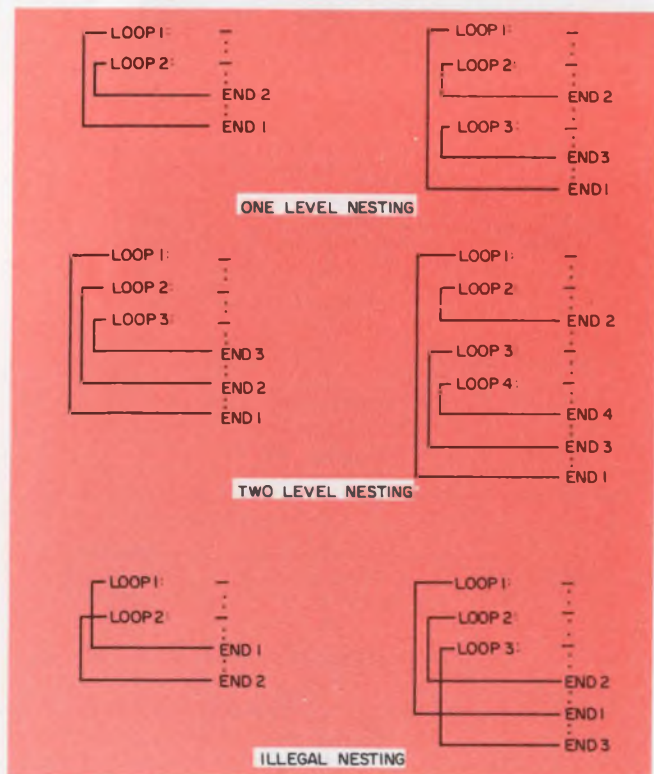 LOOP 1:
LOOP 2:
END 2
END 1
LOOP 1:
LOOP 2:
END 2
LOOP 3:
END 3
END 1
ONE LEVEL NESTING
LOOP 1:
LOOP 2:
LOOP 3:
END 3
END 2
END 1
LOOP 1:
LOOP 2:
END 2
LOOP 3
LOOP 4:
END 4
END 3
END 1
TWO LEVEL NESTING
LOOP 1:
LOOP 2:
END 1
END 2
LOOP 1:
LOOP 2:
LOOP 3:
END 2
END 1
END 3
ILLEGAL NESTING